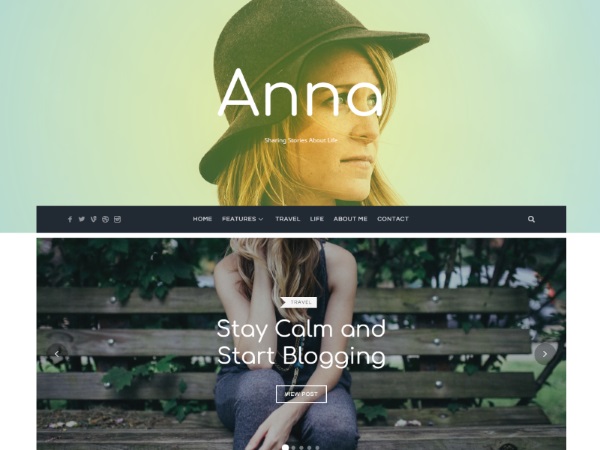 Anna
Sharing Stories About Life
HOME FEATURES TRAVEL LIFE ABOUT ME CONTACT
TRAVEL
Stay Calm and
Start Blogging
VIEW POST